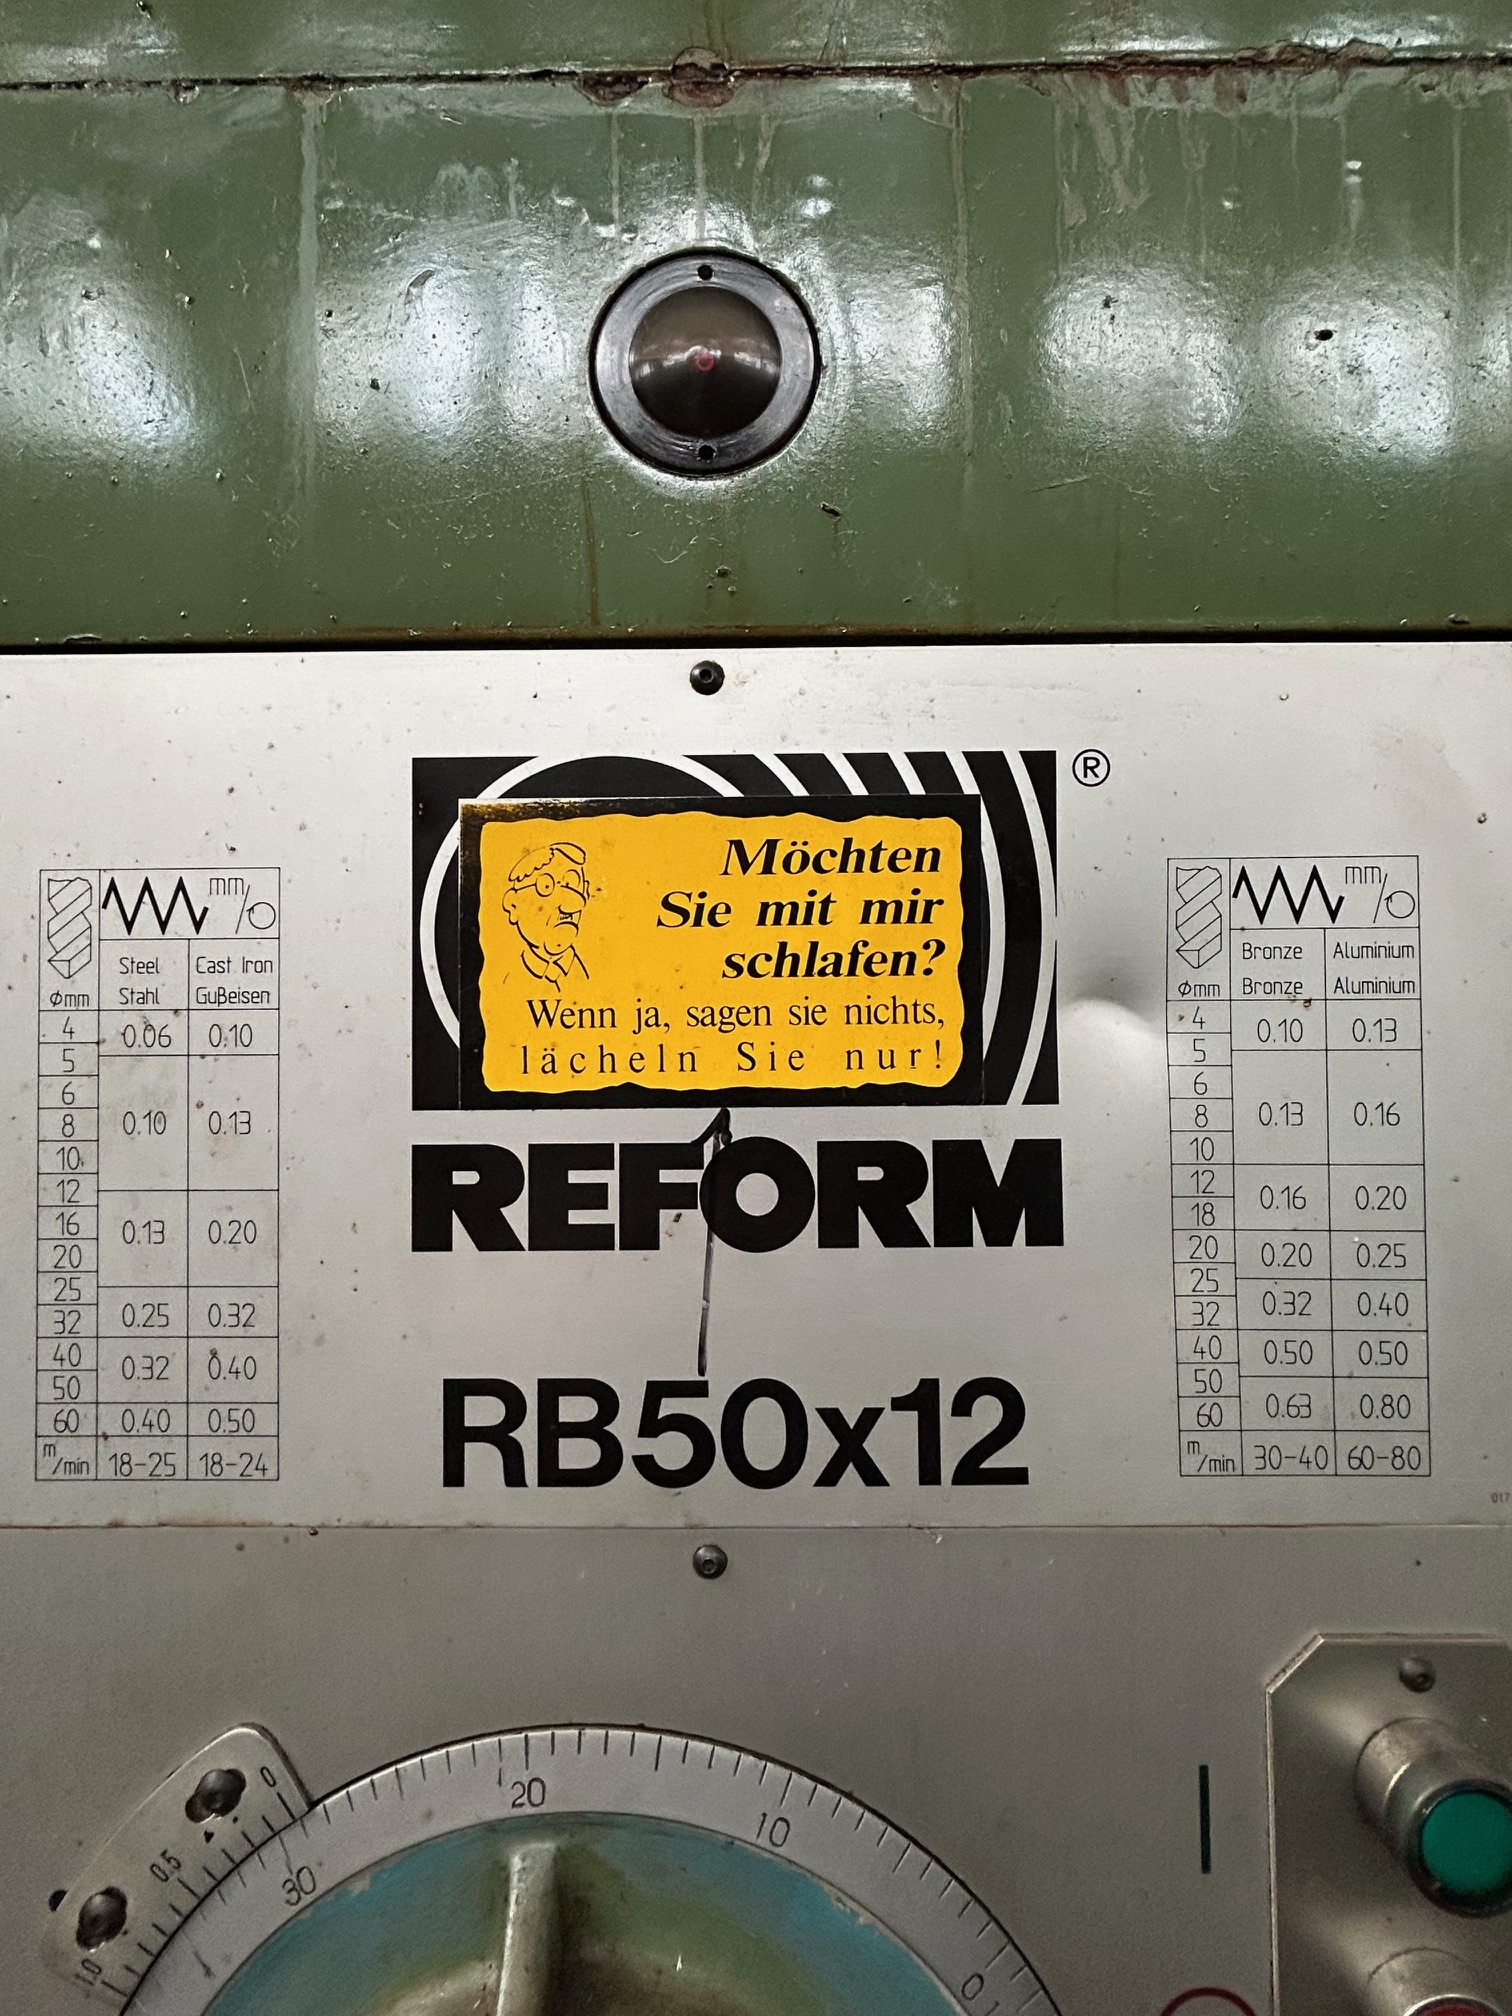 ®
Möchten
Sie mit mir
schlafen?
Wenn ja, sagen sie nichts,
lächeln Sie nur!
REFORM
RB50x12
mm/
Steel Cast Iron
ϕmm Stahl Gußeisen
4 0.06 0.10
5
6
8 0.10 0.13
10
12
16 0.13 0.20
20
25
32 0.25 0.32
40 0.32 0.40
50
60 0.40 0.50
m/min 18-25 18-24
mm/
Bronze Aluminium
ϕmm Bronze Aluminium
4 0.10 0.13
5
6
8 0.13 0.16
10
12 0.16 0.20
18
20 0.20 0.25
25
32 0.32 0.40
40 0.50 0.50
50
60 0.63 0.80
m/min 30-40 60-80
017
0
0.5
1.0
30
20
10
0